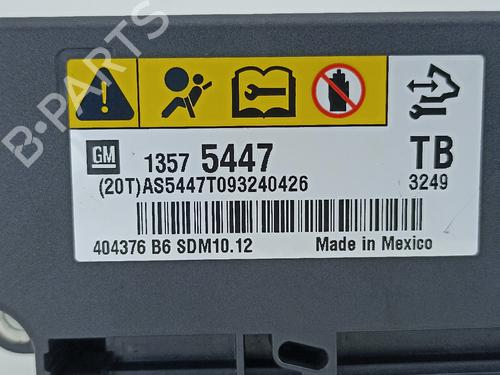 B-PARTS
GM 1357 5447 TB
(20T)AS5447T093240426 3249
404376 B6 SDM10.12 Made in Mexico